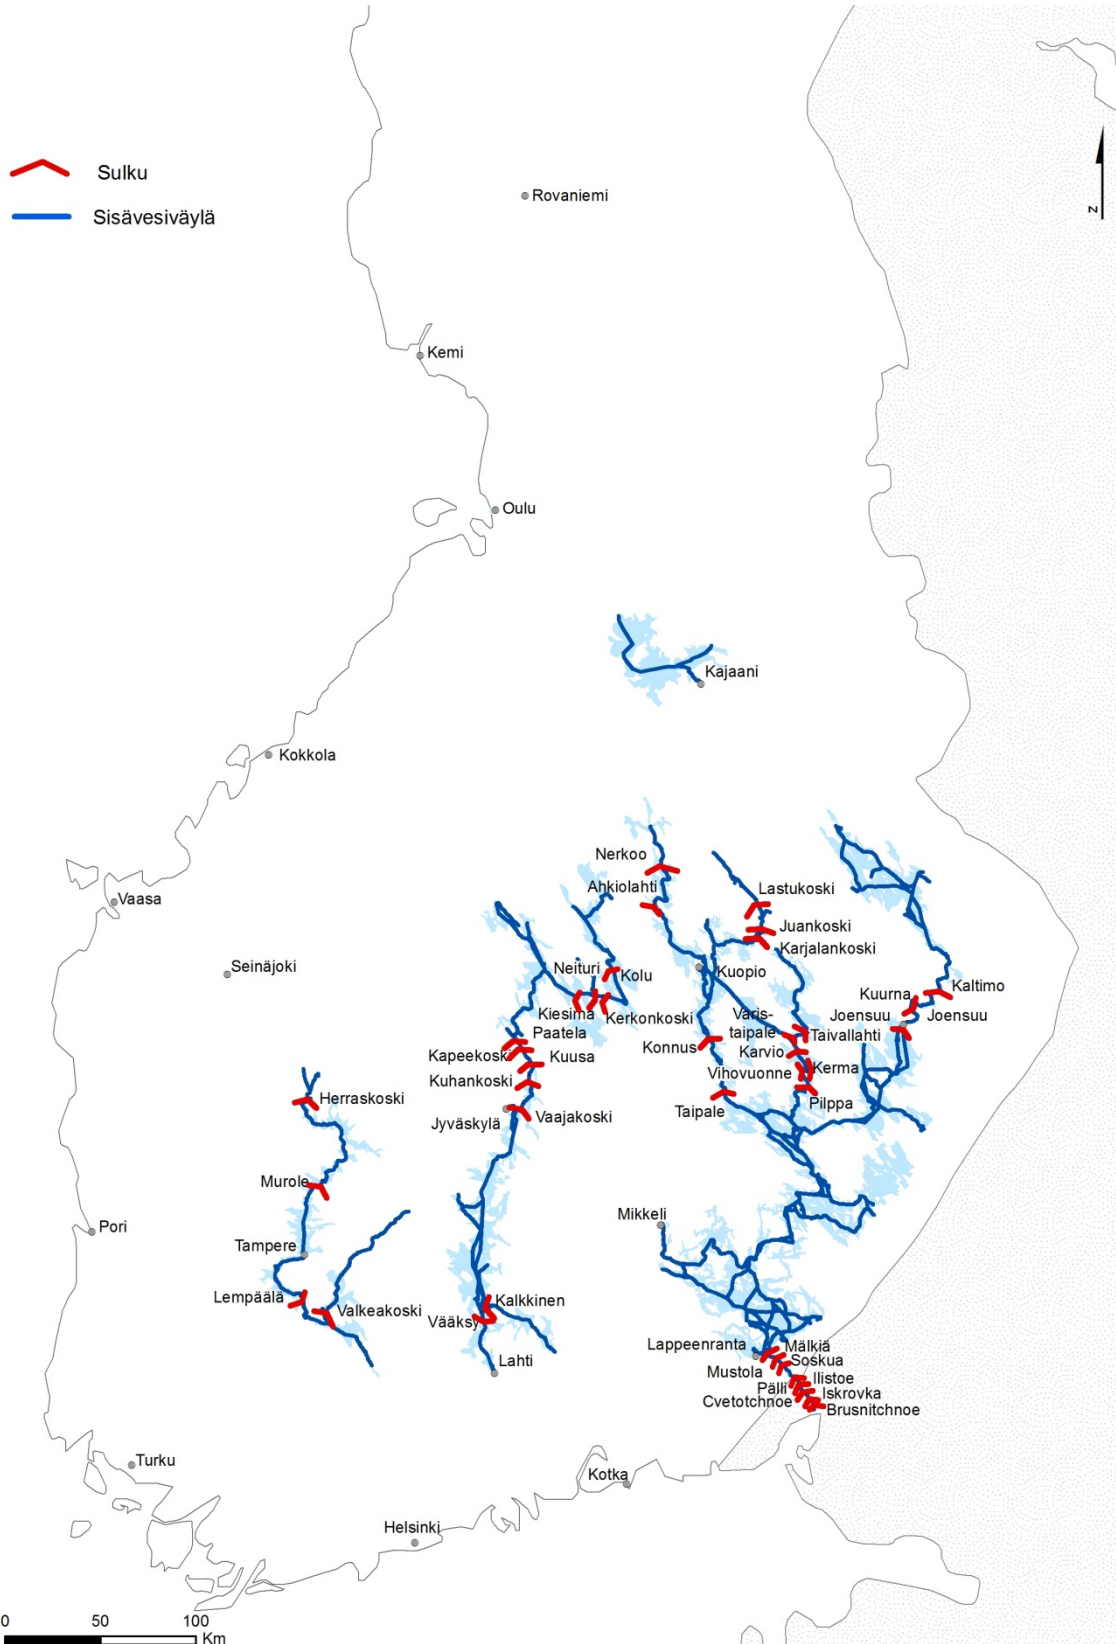 Sulku
Sisävesiväylä
N
Rovaniemi
Kemi
Oulu
Kajaani
Kokkola
Nerkoo
Ahkiolahti
Lastukoski
Vaasa
Juankoski
Karjalankoski
Seinäjoki
Neituri
Kolu
Kuopio
Kaltimo
Kuurna
Kiesimä
Kerkonkoski
Varis-
taipale
Joensuu
Joensuu
Paatela
Taivallahti
Konnus
Karvio
Kapeekoski
Kuusa
Vihovuonne
Kerma
Kuhankoski
Herraskoski
Pilppa
Taipale
Jyväskylä
Vaajakoski
Murole
Mikkeli
Pori
Tampere
Lempäälä
Valkeakoski
Kalkkinen
Vääksy
Lappeenranta
Mälkiä
Lahti
Soskua
Mustola
Ilistoe
Pälli
Iskrovka
Cvetotchnoe
Brusnitchnoe
Turku
Kotka
Helsinki
0 50 100
Km